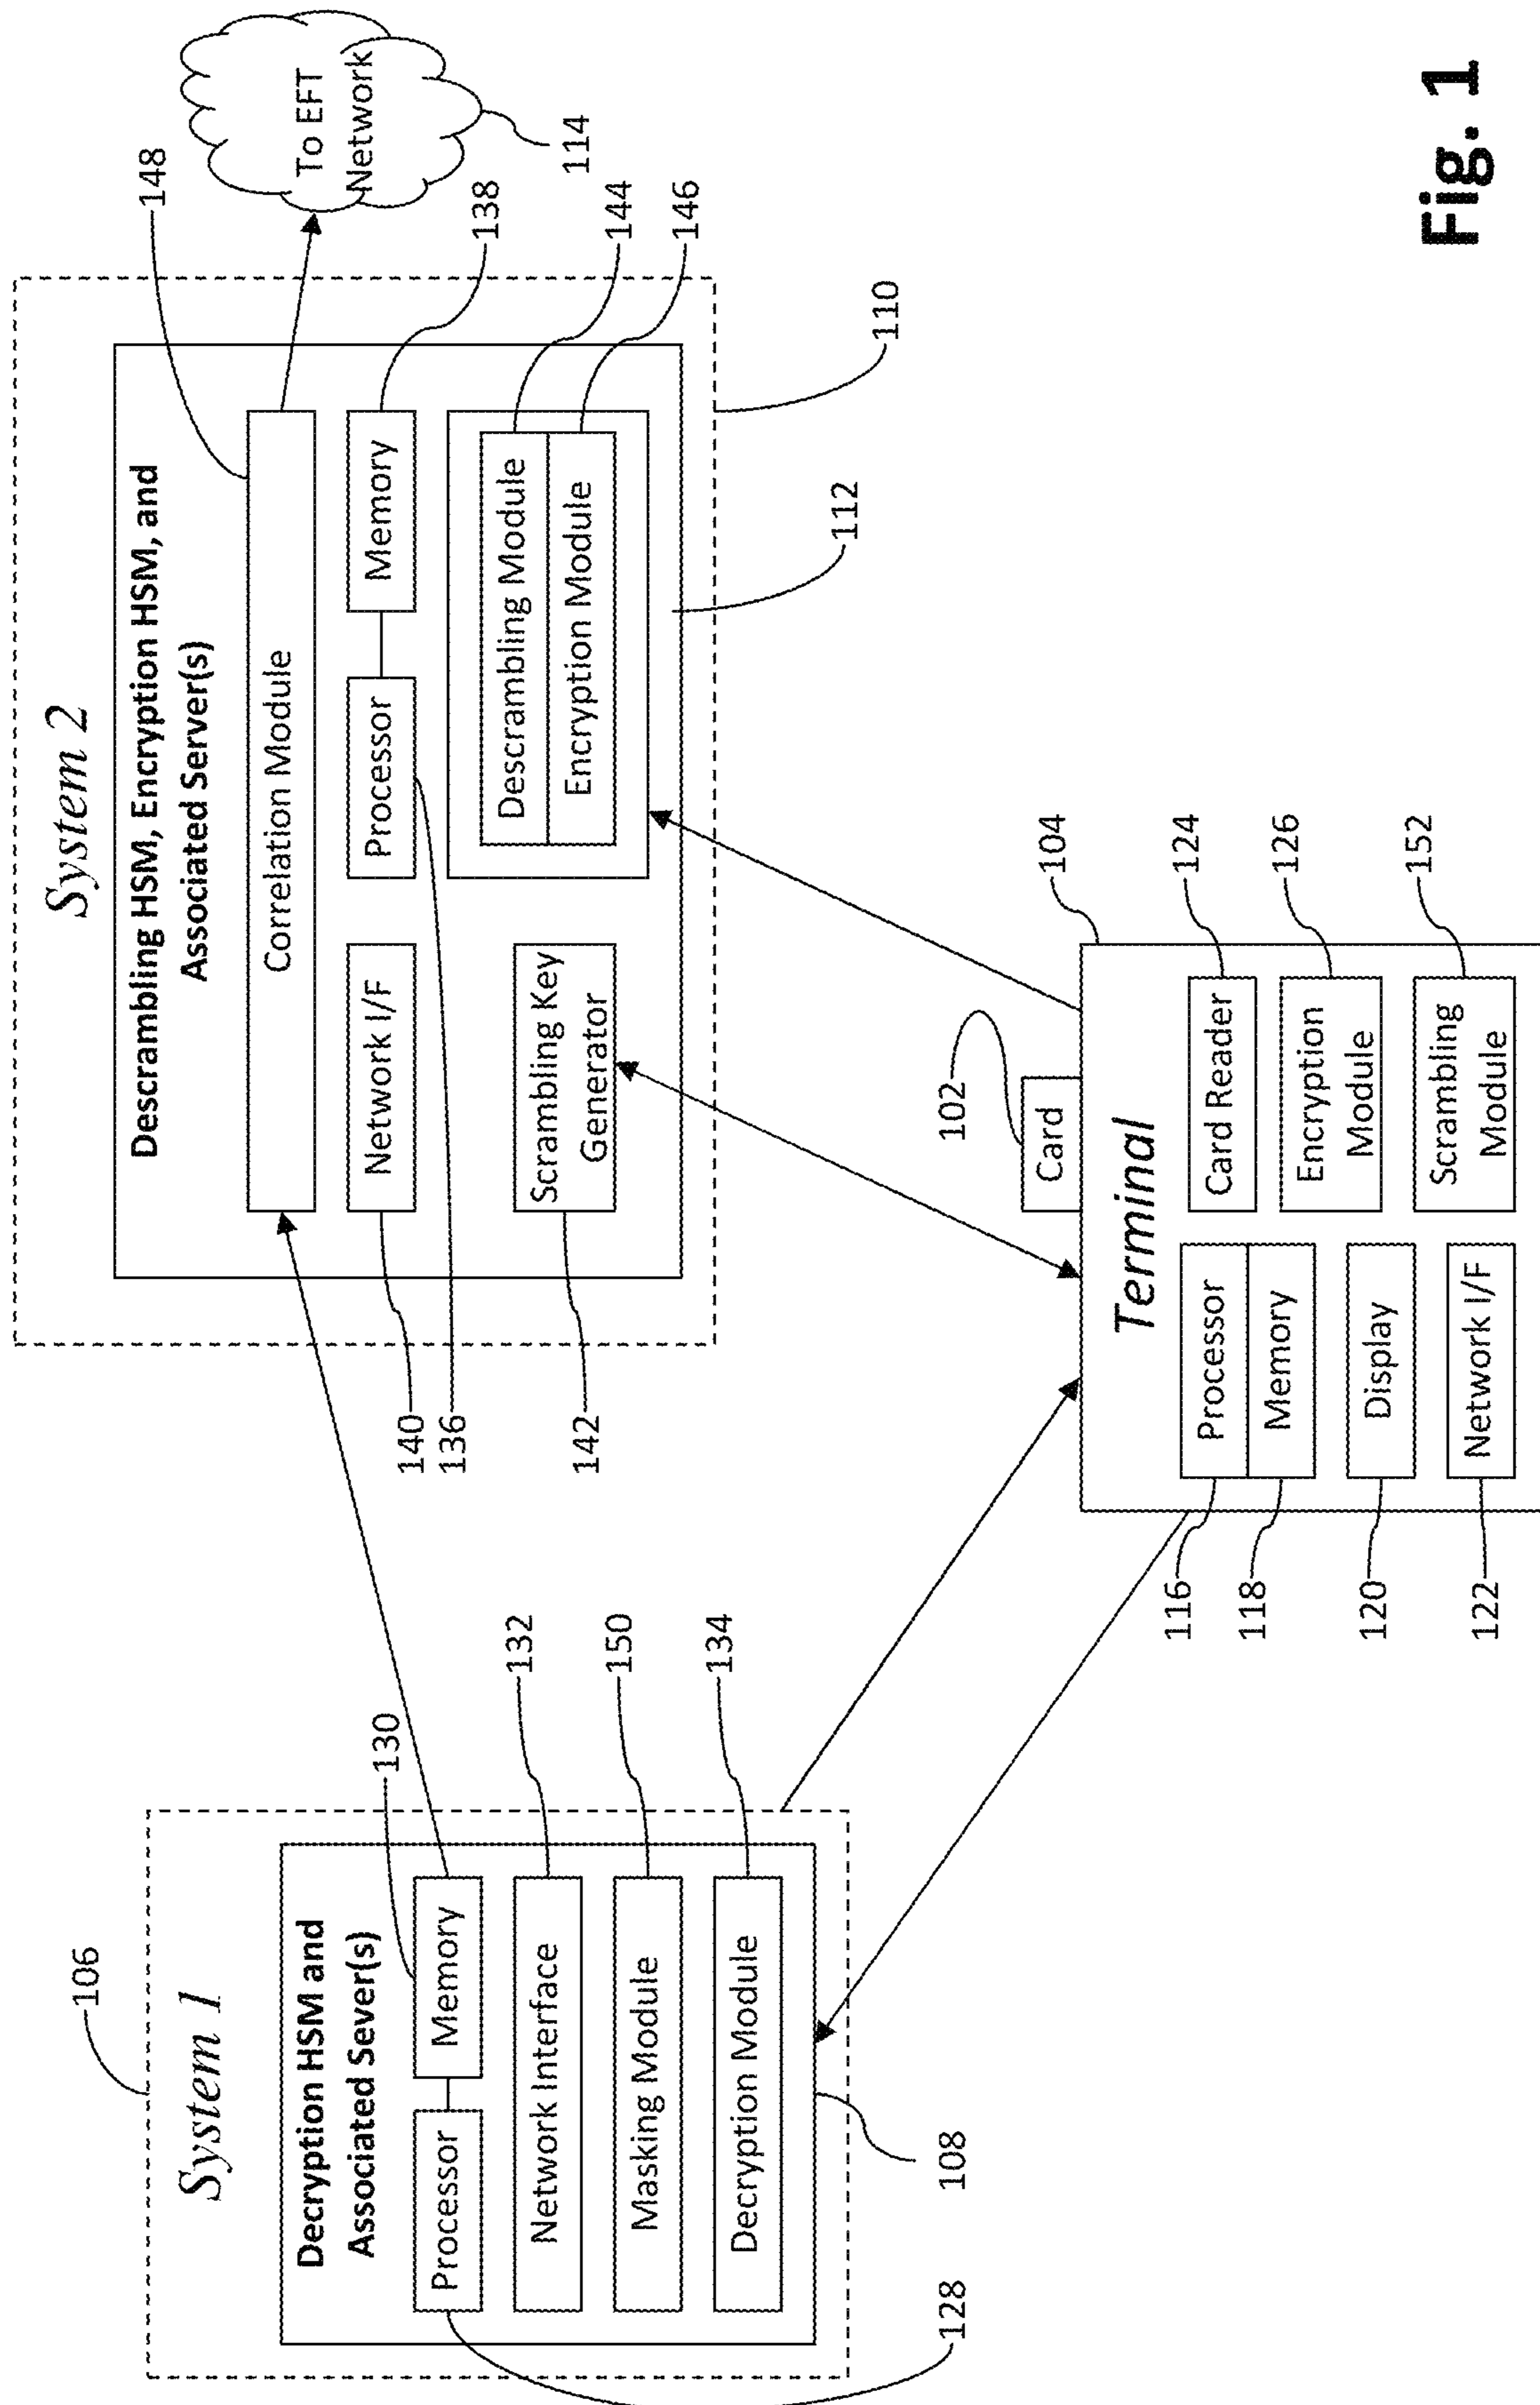 106
System 1
Decryption HSM and
Associated Sever(s)
130
Processor
Memory
Network Interface
132
Masking Module
150
Decryption Module
134
128
108
System 2
Descrambling HSM, Encryption HSM, and
Associated Server(s)
148
Correlation Module
To EFT
Network
114
Network I/F
Processor
Memory
138
140
136
Scrambling Key
Generator
142
Descrambling Module
144
Encryption Module
146
112
110
102
Card
104
Terminal
Processor
116
Memory
118
Display
120
Network I/F
122
Card Reader
124
Encryption
Module
126
Scrambling
Module
152
Fig. 1